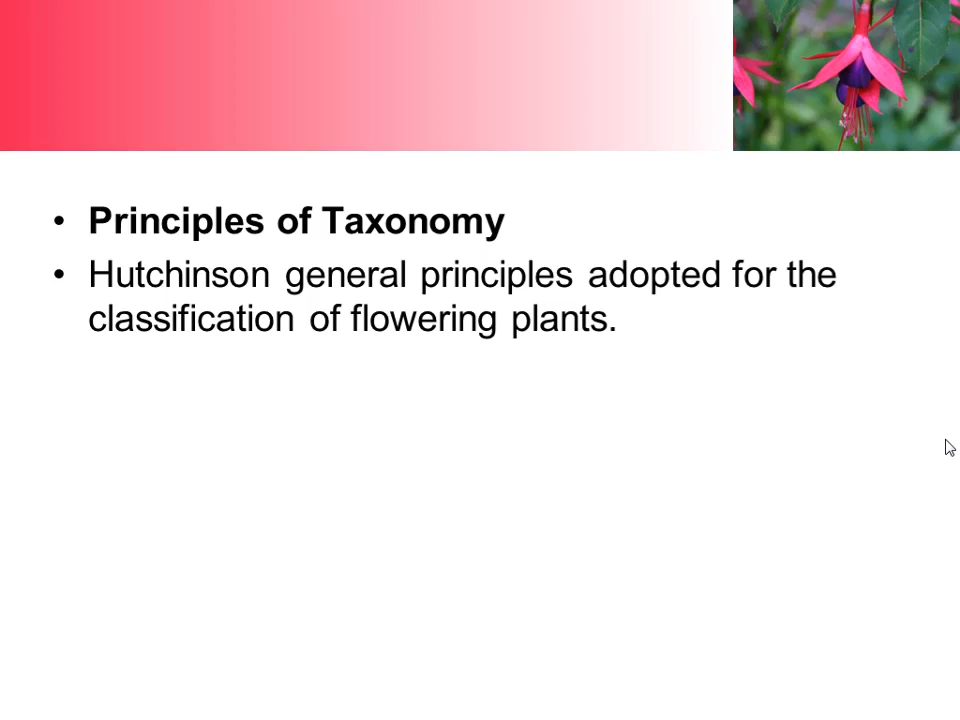 • Principles of Taxonomy
• Hutchinson general principles adopted for the
classification of flowering plants.